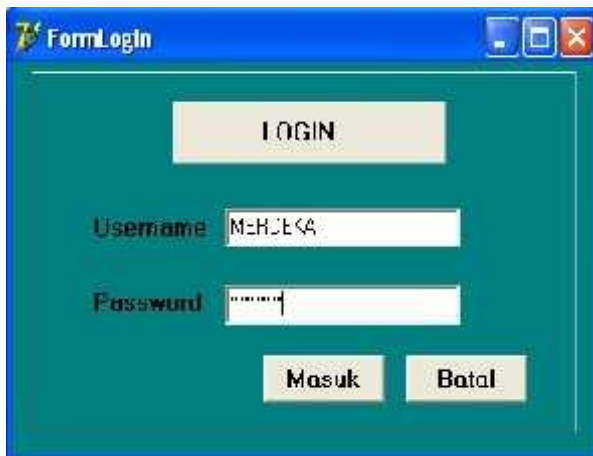 FormLogin
LOGIN
Username MERDEKA
Password
Masuk Batal